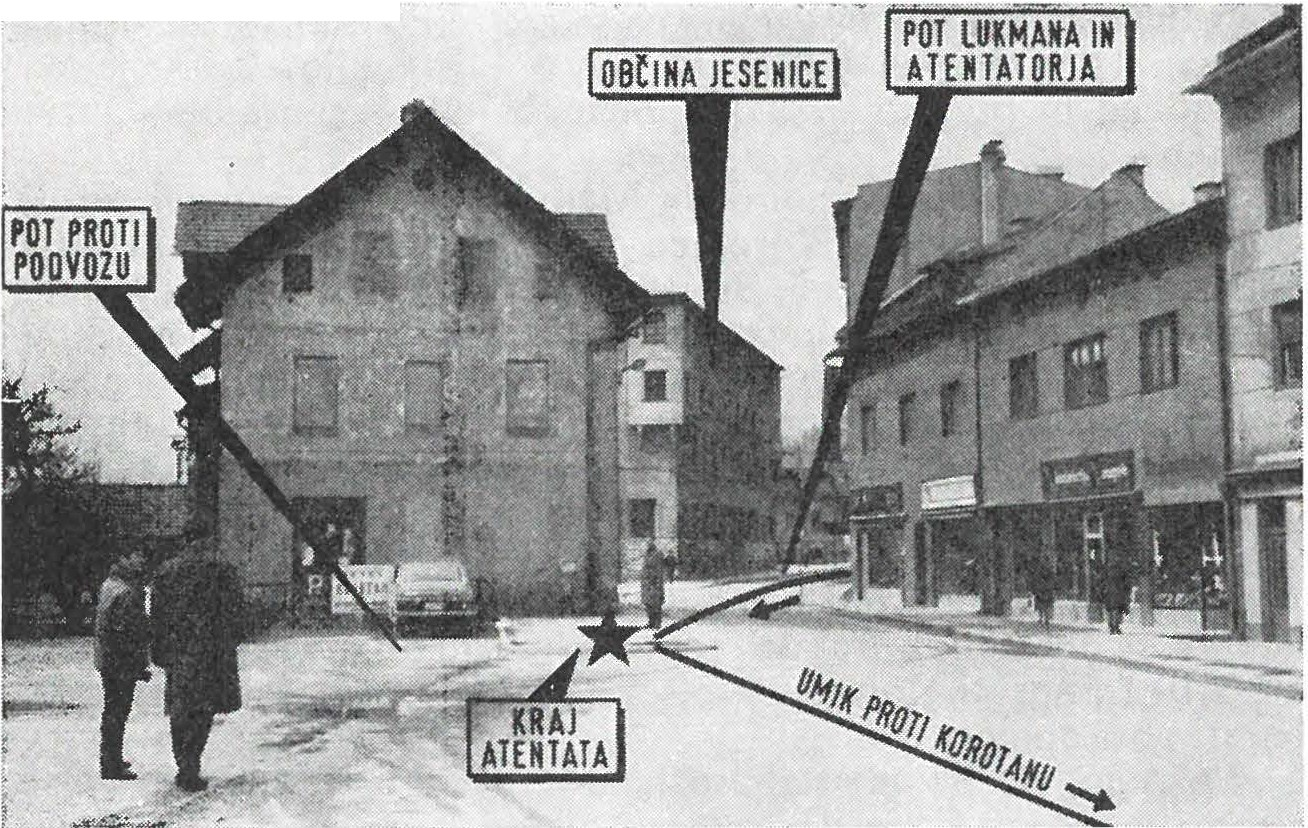 POT LUKMANA IN
ATENTATORJA
OBČINA JESENICE
POT PROTI
PODVOZU
P
KRAJ
ATENTATA
UMIK PROTI KOROTANU